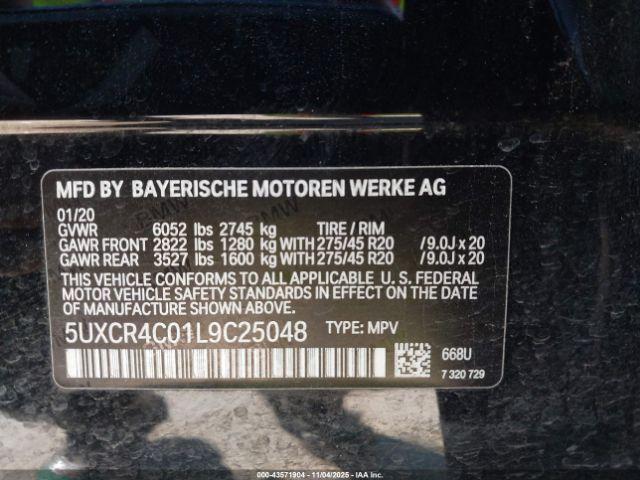 MFD BY BAYERISCHE MOTOREN WERKE AG
01/20
GVWR 6052 lbs 2745 kg TIRE / RIM
GAWR FRONT 2822 lbs 1280 kg WITH 275/45 R20 / 9.0J x 20
GAWR REAR 3527 lbs 1600 kg WITH 275/45 R20 / 9.0J x 20
THIS VEHICLE CONFORMS TO ALL APPLICABLE U. S. FEDERAL
MOTOR VEHICLE SAFETY STANDARDS IN EFFECT ON THE DATE
OF MANUFACTURE SHOWN ABOVE.
5UXCR4C01L9C25048 TYPE: MPV
668U
7 320 729
000-43571904 - 11/04/2025 - IAAI.com